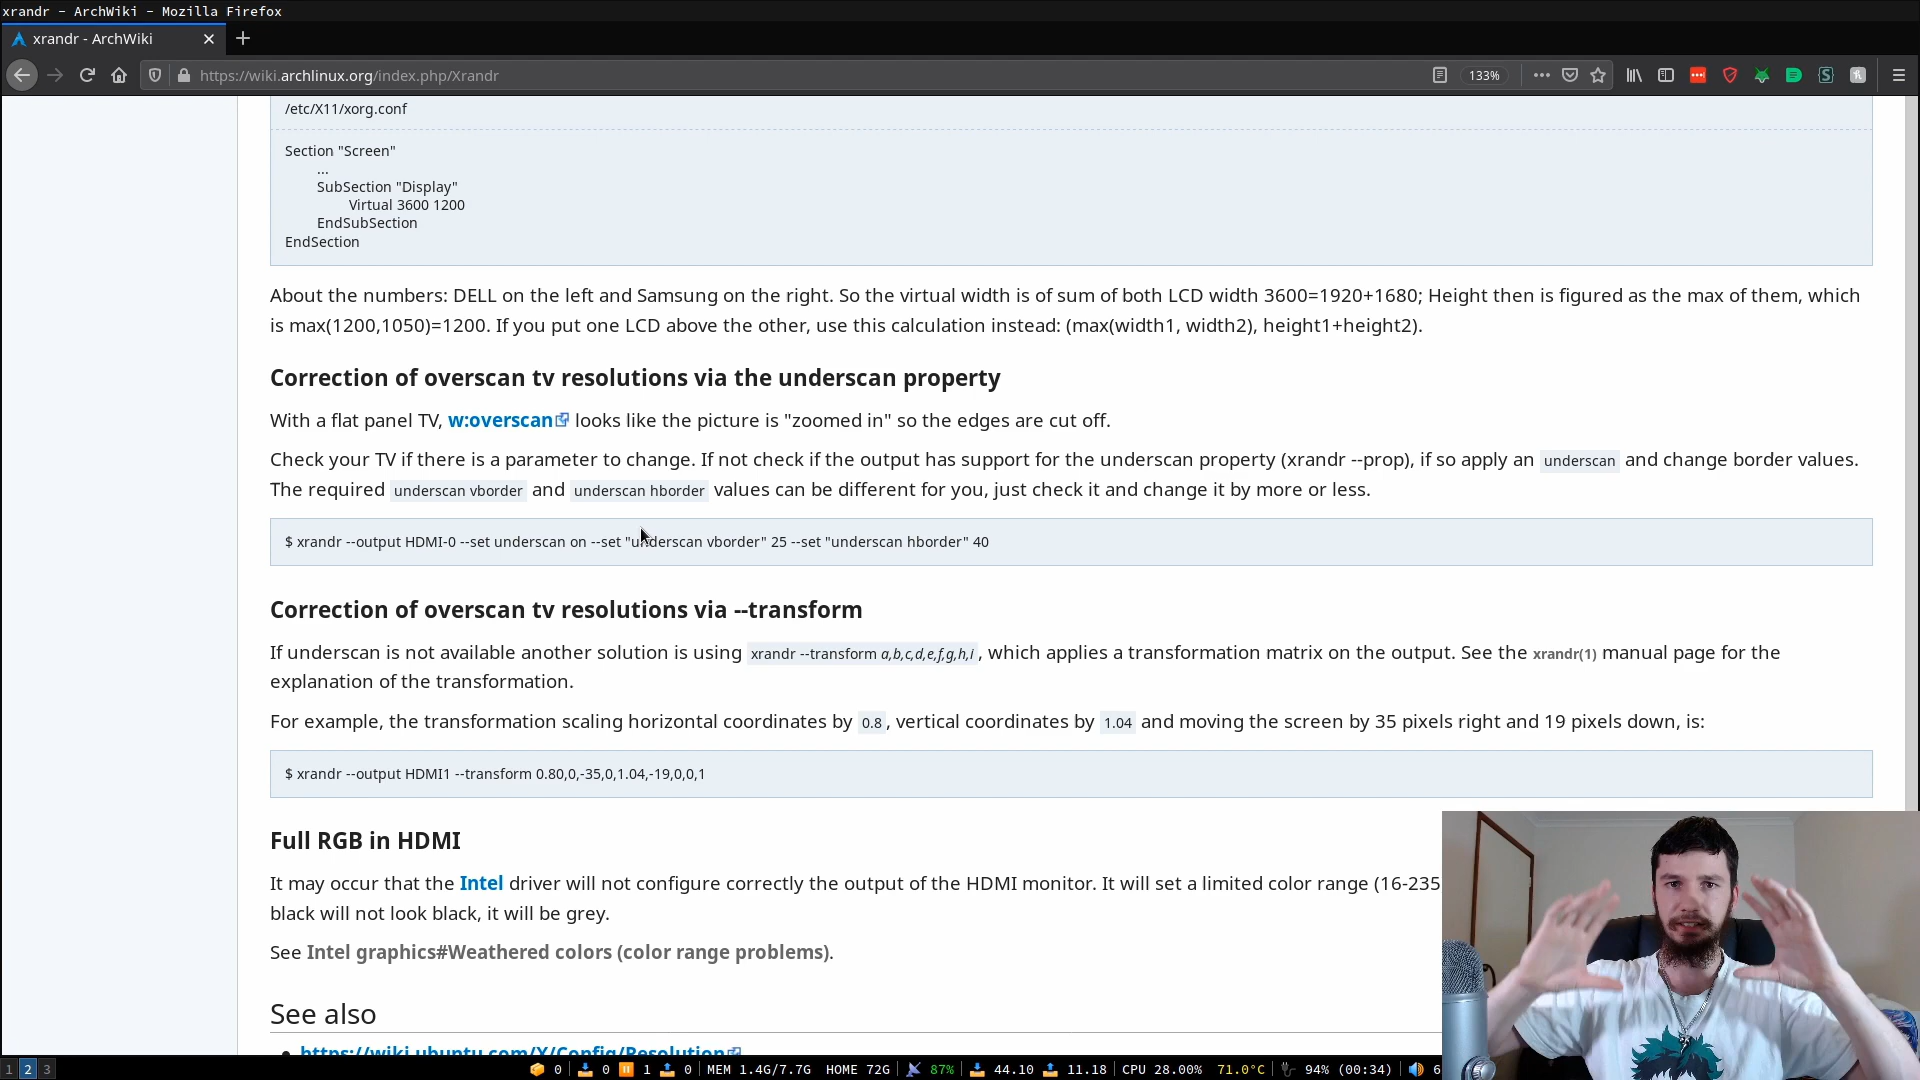 xrandr - ArchWiki - Mozilla Firefox
xrandr - ArchWiki
https://wiki.archlinux.org/index.php/Xrandr
133%
/etc/X11/xorg.conf
Section "Screen"
...
SubSection "Display"
Virtual 3600 1200
EndSubSection
EndSection
About the numbers: DELL on the left and Samsung on the right. So the virtual width is of sum of both LCD width 3600=1920+1680; Height then is figured as the max of them, which
is max(1200,1050)=1200. If you put one LCD above the other, use this calculation instead: (max(width1, width2), height1+height2).
Correction of overscan tv resolutions via the underscan property
With a flat panel TV, w:overscan looks like the picture is "zoomed in" so the edges are cut off.
Check your TV if there is a parameter to change. If not check if the output has support for the underscan property (xrandr --prop), if so apply an underscan and change border values.
The required underscan vborder and underscan hborder values can be different for you, just check it and change it by more or less.
$ xrandr --output HDMI-0 --set underscan on --set "underscan vborder" 25 --set "underscan hborder" 40
Correction of overscan tv resolutions via --transform
If underscan is not available another solution is using xrandr --transform a,b,c,d,e,f,g,h,i, which applies a transformation matrix on the output. See the xrandr(1) manual page for the
explanation of the transformation.
For example, the transformation scaling horizontal coordinates by 0.8, vertical coordinates by 1.04 and moving the screen by 35 pixels right and 19 pixels down, is:
$ xrandr --output HDMI1 --transform 0.80,0,-35,0,1.04,-19,0,0,1
Full RGB in HDMI
It may occur that the Intel driver will not configure correctly the output of the HDMI monitor. It will set a limited color range (16-235
black will not look black, it will be grey.
See Intel graphics#Weathered colors (color range problems).
See also
https://wiki.ubuntu.com/X/Config/Resolution
1 2 3 0 0 1 0 MEM 1.4G/7.7G HOME 72G 87% 44.10 11.18 CPU 28.00% 71.0°C 94% (00:34) 6